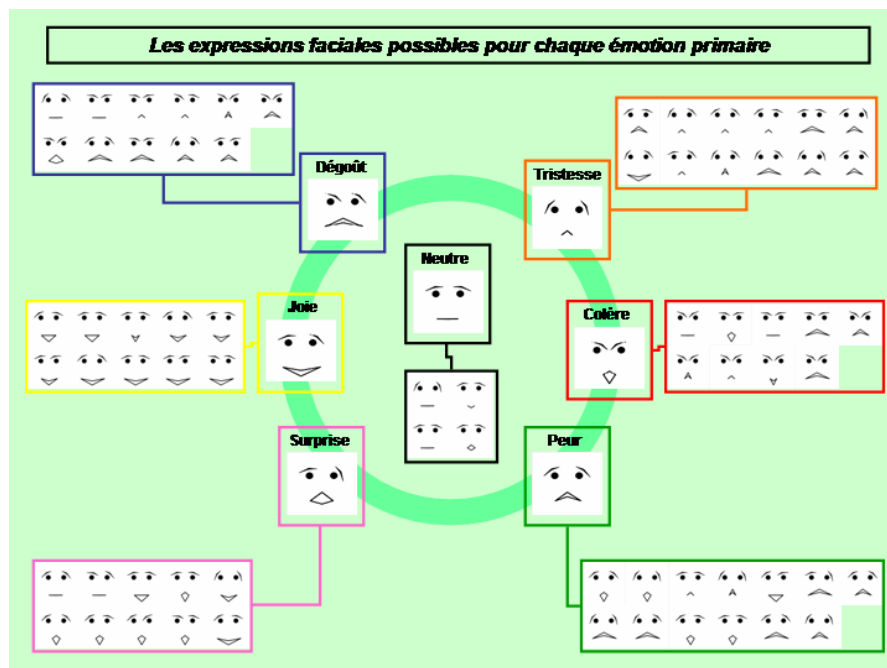 Les expressions faciales possibles pour chaque émotion primaire
Dégoût
Tristesse
Neutre
Joie
Colère
Surprise
Peur